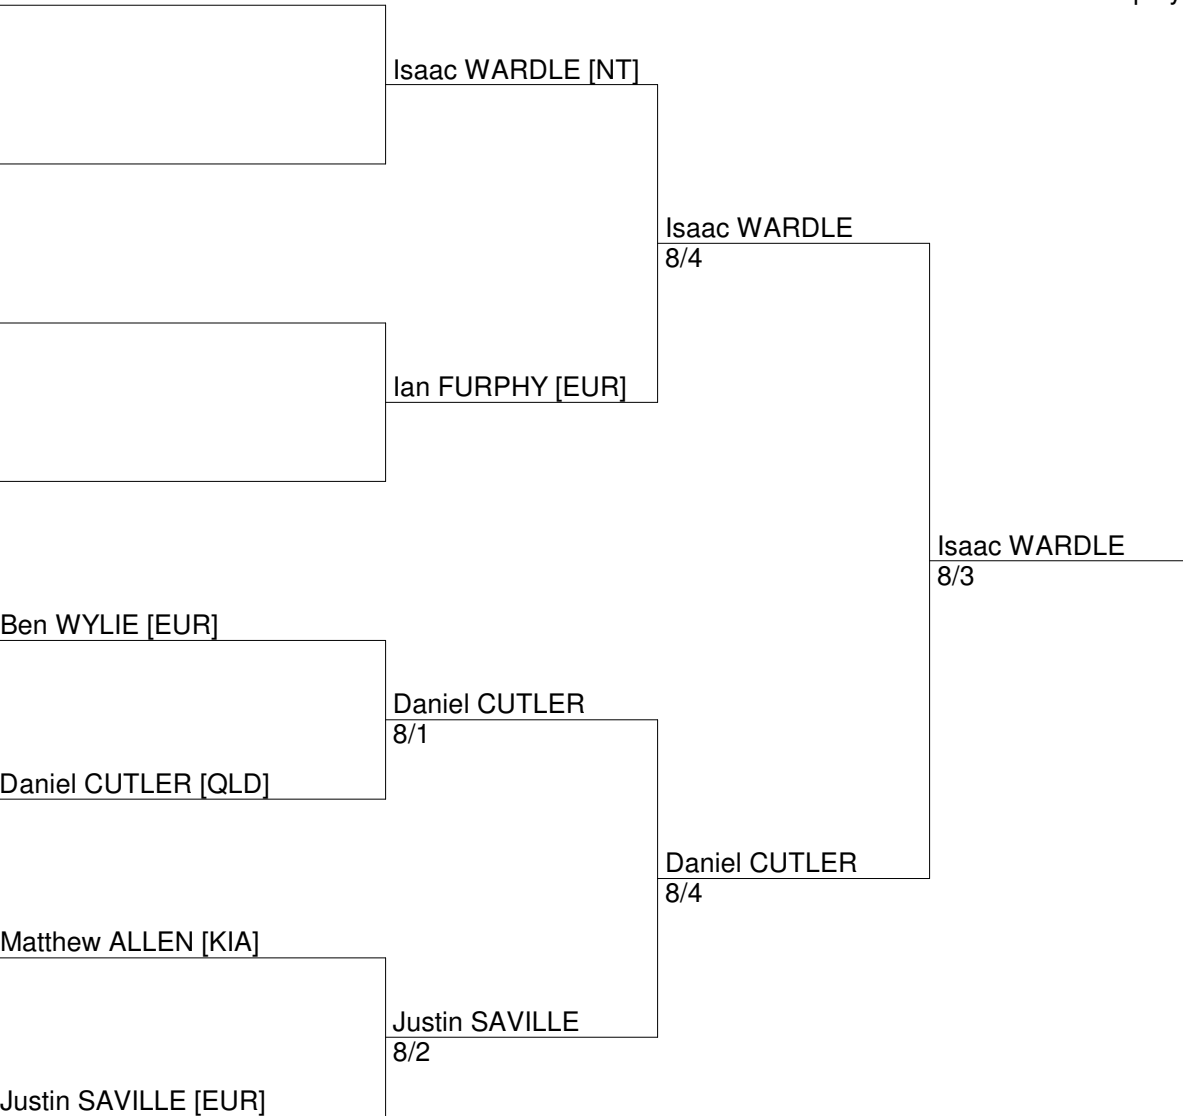 Isaac WARDLE [NT]
Isaac WARDLE
8/4
Ian FURPHY [EUR]
Isaac WARDLE
8/3
Ben WYLIE [EUR]
Daniel CUTLER
8/1
Daniel CUTLER [QLD]
Daniel CUTLER
8/4
Matthew ALLEN [KIA]
Justin SAVILLE
8/2
Justin SAVILLE [EUR]